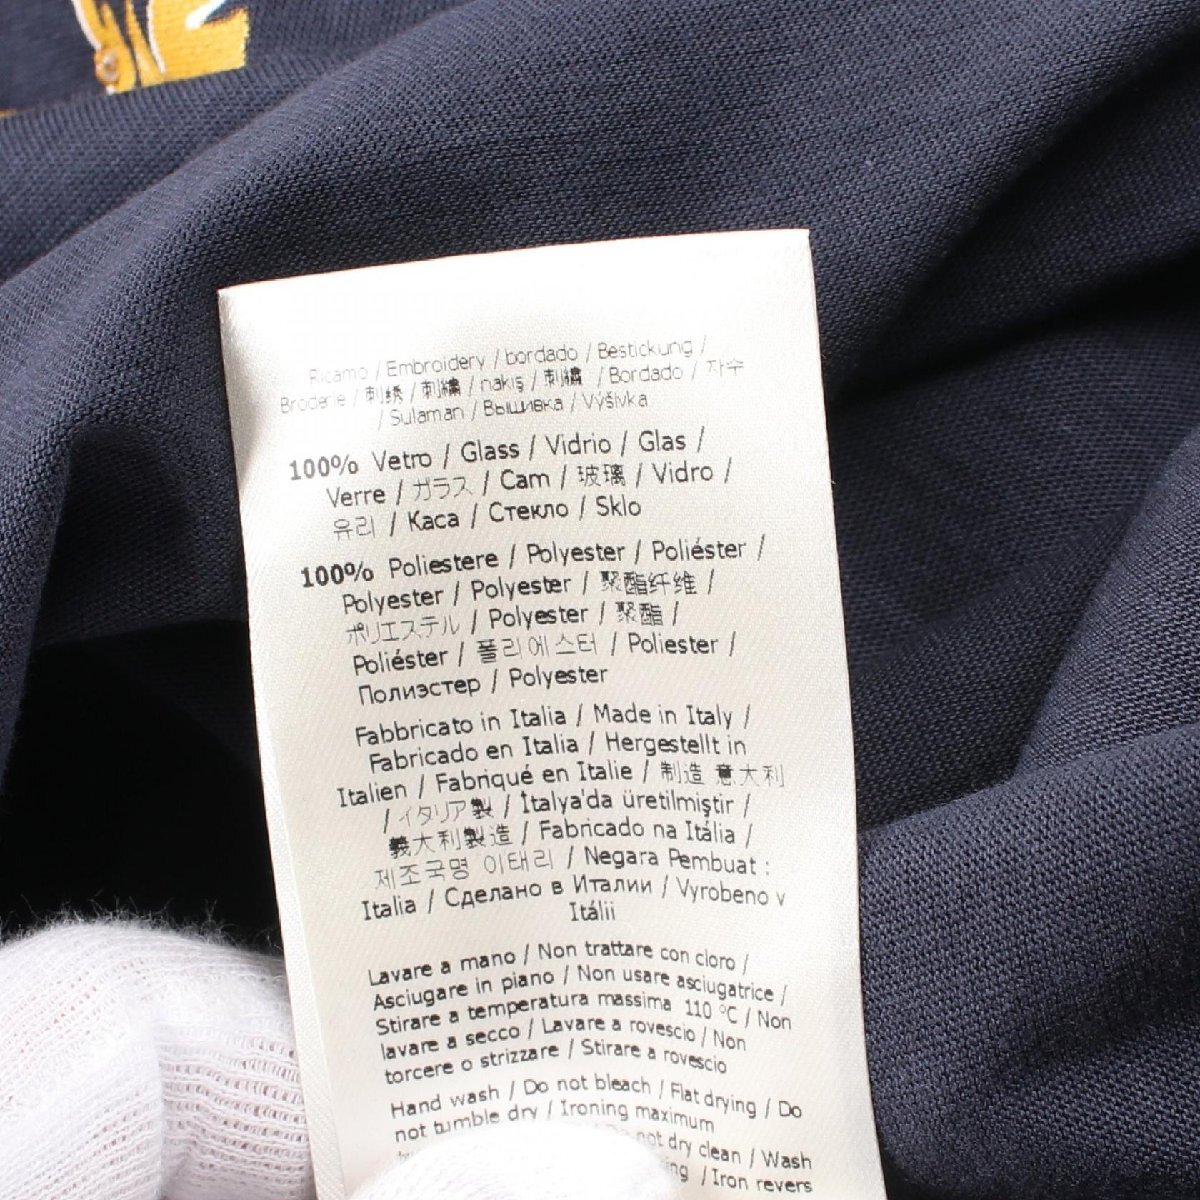 Ricamo / Embroidery / bordado / Bestickung /
Broderie / 刺绣 / 刺繍 / nakış / 刺繡 / Bordado / 자수
/ Sulaman / Вышивка / Výšivka
100% Vetro / Glass / Vidrio / Glas /
Verre / ガラス / Cam / 玻璃 / Vidro /
유리 / Kaca / Стекло / Sklo
100% Poliestere / Polyester / Poliéster /
Polyester / Polyester / 聚酯纤维 /
ポリエステル / Polyester / 聚酯 /
Poliéster / 폴리에스터 / Poliester /
Полиэстер / Polyester
Fabbricato in Italia / Made in Italy /
Fabricado en Italia / Hergestellt in
Italien / Fabriqué en Italie / 制造 意大利
/ イタリア製 / İtalya'da üretilmiştir /
義大利製造 / Fabricado na Itália /
제조국명 이태리 / Negara Pembuat :
Italia / Сделано в Италии / Vyrobeno v
Itálii
Lavare a mano / Non trattare con cloro /
Asciugare in piano / Non usare asciugatrice /
Stirare a temperatura massima 110 °C / Non
lavare a secco / Lavare a rovescio / Non
torcere o strizzare / Stirare a rovescio
Hand wash / Do not bleach / Flat drying / Do
not tumble dry / Ironing maximum
not dry clean / Wash
/ Iron revers